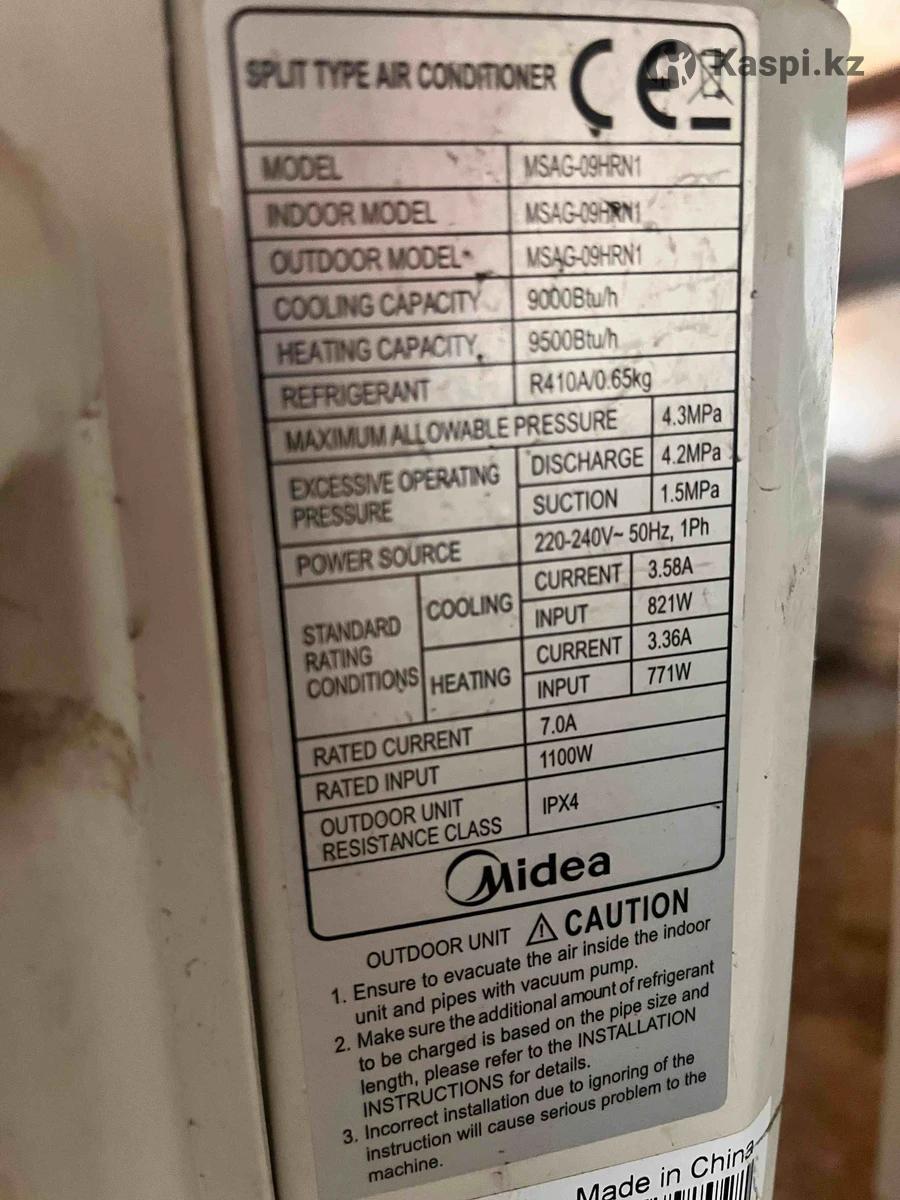 Kaspi.kz
SPLIT TYPE AIR CONDITIONER CE
MODEL MSAG-09HRN1
INDOOR MODEL MSAG-09HRN1
OUTDOOR MODEL MSAG-09HRN1
COOLING CAPACITY 9000Btu/h
HEATING CAPACITY 9500Btu/h
REFRIGERANT R410A/0.65kg
MAXIMUM ALLOWABLE PRESSURE 4.3MPa
EXCESSIVE OPERATING PRESSURE DISCHARGE 4.2MPa
SUCTION 1.5MPa
POWER SOURCE 220-240V~ 50Hz, 1Ph
STANDARD RATING CONDITIONS COOLING CURRENT 3.58A
INPUT 821W
HEATING CURRENT 3.36A
INPUT 771W
RATED CURRENT 7.0A
RATED INPUT 1100W
OUTDOOR UNIT RESISTANCE CLASS IPX4
Midea
OUTDOOR UNIT CAUTION
1. Ensure to evacuate the air inside the indoor
unit and pipes with vacuum pump.
2. Make sure the additional amount of refrigerant
to be charged is based on the pipe size and
length, please refer to the INSTALLATION
INSTRUCTIONS for details.
3. Incorrect installation due to ignoring of the
instruction will cause serious problem to the
machine.
Made in China